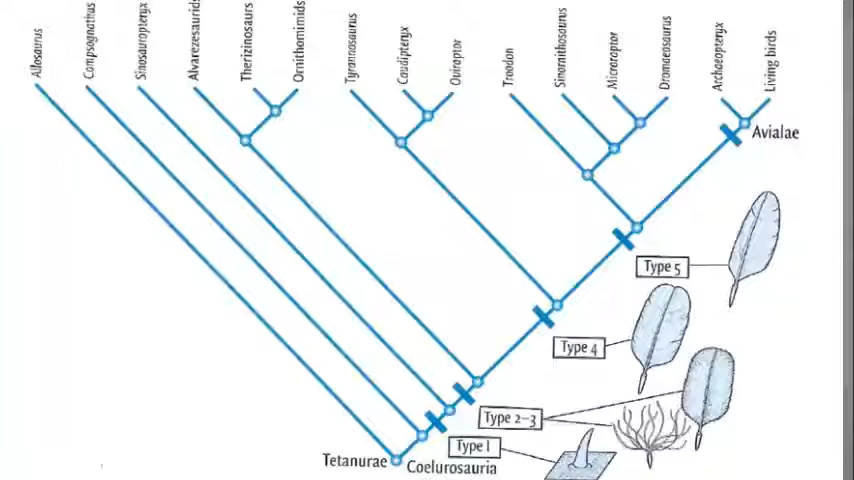 Allosaurus
Compsognathus
Sinosauropteryx
Alvarezesaurids
Therizinosaurs
Ornithomimids
Tyrannosaurus
Caudipteryx
Oviraptor
Troodon
Sinornithosaurus
Microraptor
Dromaeosaurus
Archaeopteryx
Living birds
Avialae
Type 5
Type 4
Type 2–3
Type 1
Tetanurae
Coelurosauria